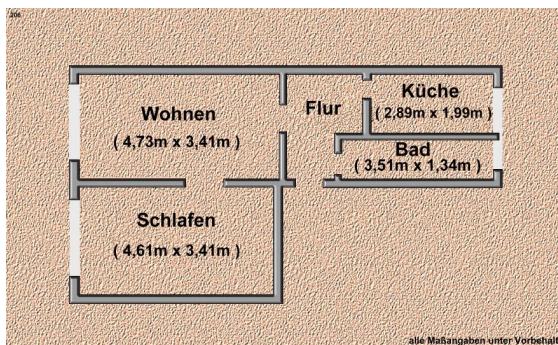 206
Wohnen
( 4,73m x 3,41m )
Flur
Küche
( 2,89m x 1,99m )
Bad
( 3,51m x 1,34m )
Schlafen
( 4,61m x 3,41m )
alle Maßangaben unter Vorbehalt